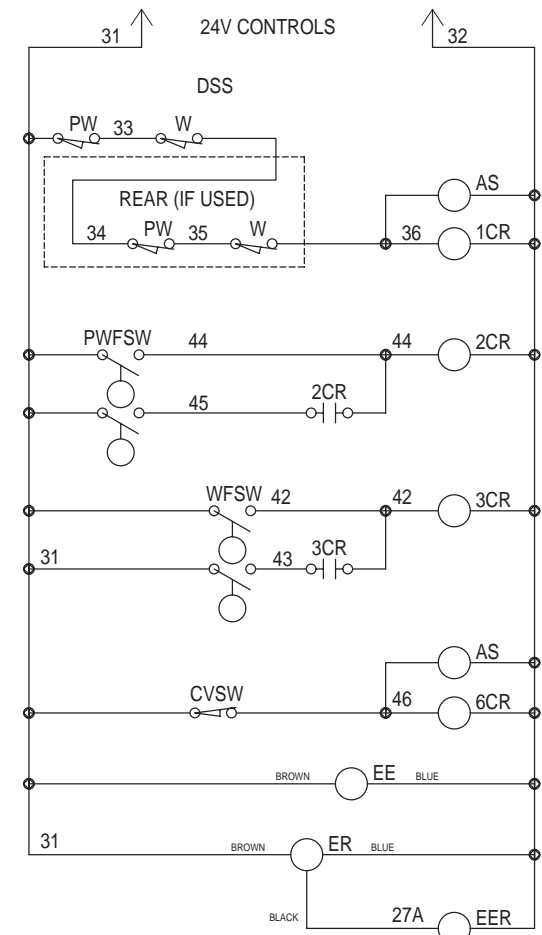 31 24V CONTROLS 32
DSS
PW 33 W
REAR (IF USED)
AS
34 PW 35 W 36 1CR
PWFSW 44 44 2CR
45 2CR
WFSW 42 42 3CR
31 43 3CR
AS
CVSW 46 6CR
BROWN EE BLUE
31 BROWN ER BLUE
BLACK 27A EER